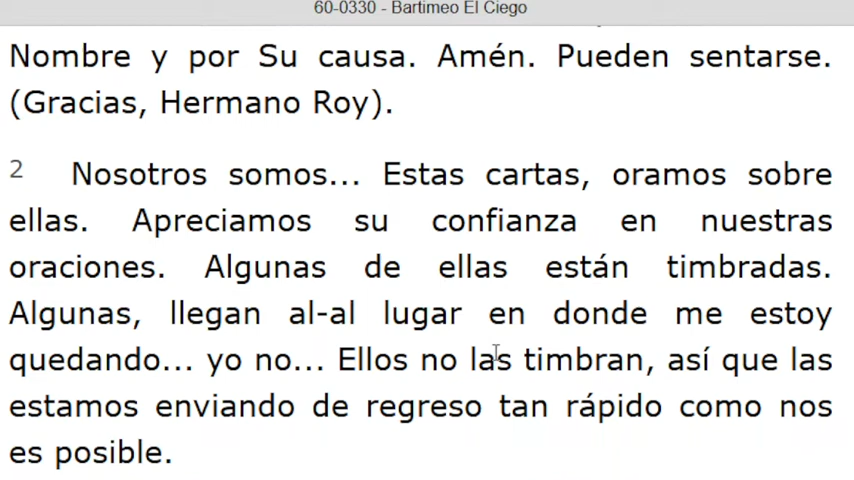 60-0330 - Bartimeo El Ciego
Nombre y por Su causa. Amén. Pueden sentarse.
(Gracias, Hermano Roy).
2 Nosotros somos... Estas cartas, oramos sobre
ellas. Apreciamos su confianza en nuestras
oraciones. Algunas de ellas están timbradas.
Algunas, llegan al-al lugar en donde me estoy
quedando... yo no... Ellos no las timbran, así que las
estamos enviando de regreso tan rápido como nos
es posible.